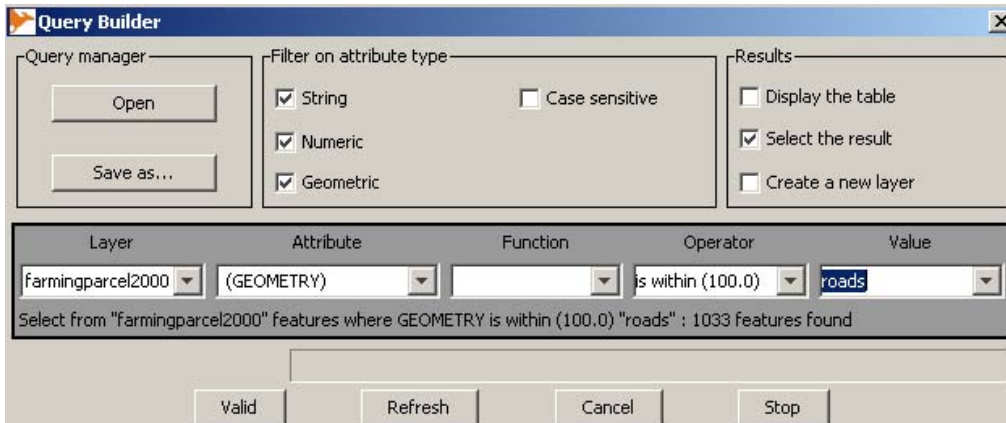 Query Builder
Query manager
Filter on attribute type
Results
Open
String
Case sensitive
Display the table
Numeric
Select the result
Save as...
Geometric
Create a new layer
Layer Attribute Function Operator Value
farmingparcel2000 (GEOMETRY) is within (100.0) roads
Select from "farmingparcel2000" features where GEOMETRY is within (100.0) "roads" : 1033 features found
Valid Refresh Cancel Stop